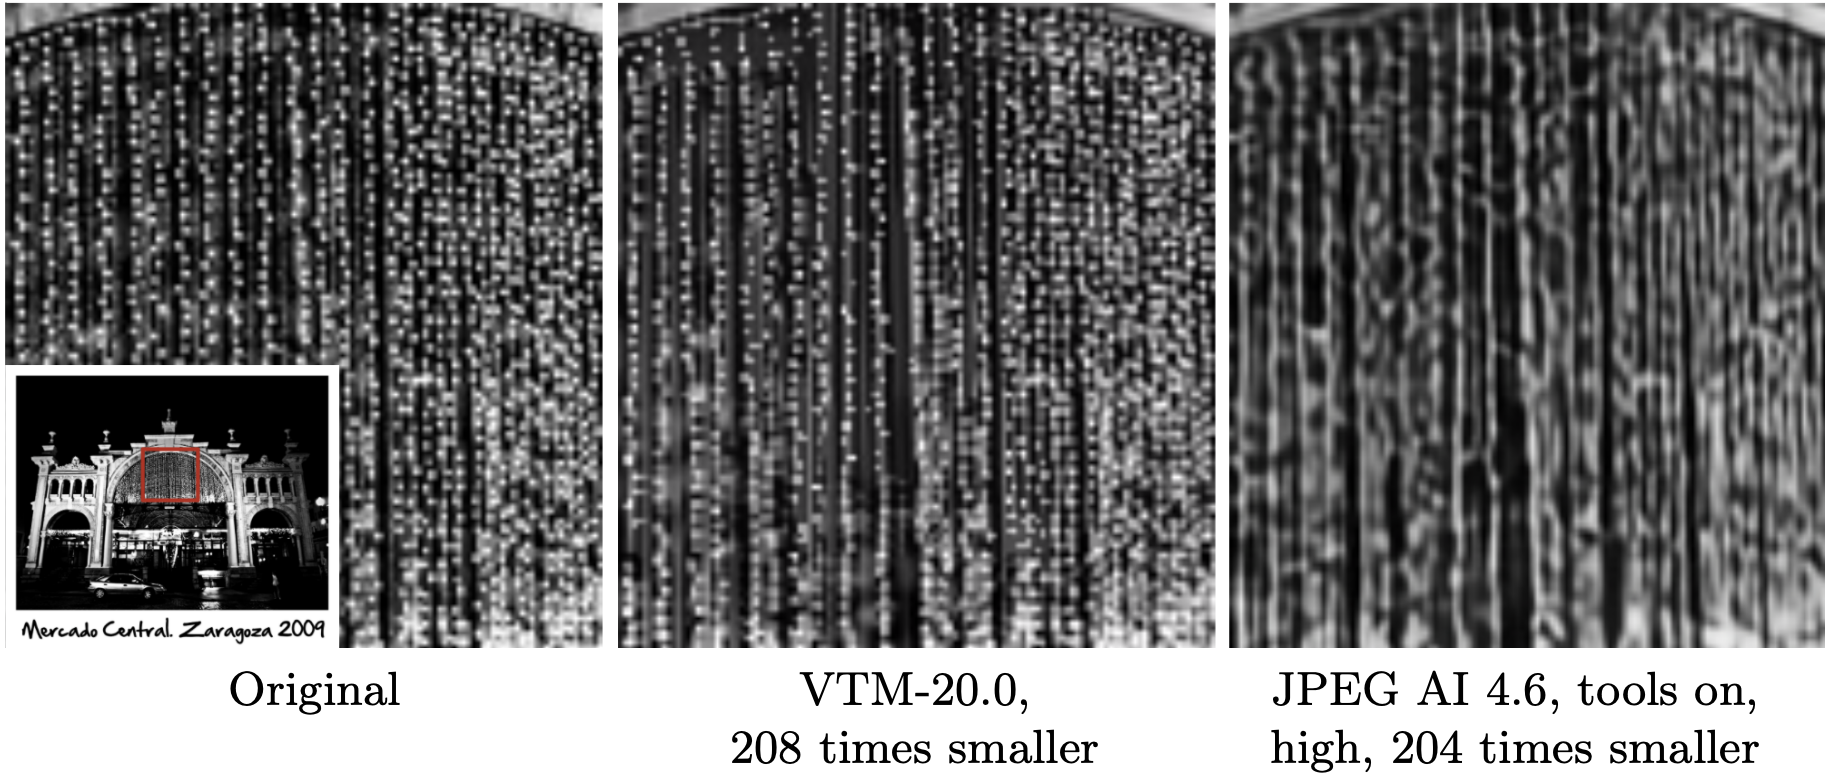 Mercado Central. Zaragoza 2009
Original
VTM-20.0,
208 times smaller
JPEG AI 4.6, tools on,
high, 204 times smaller